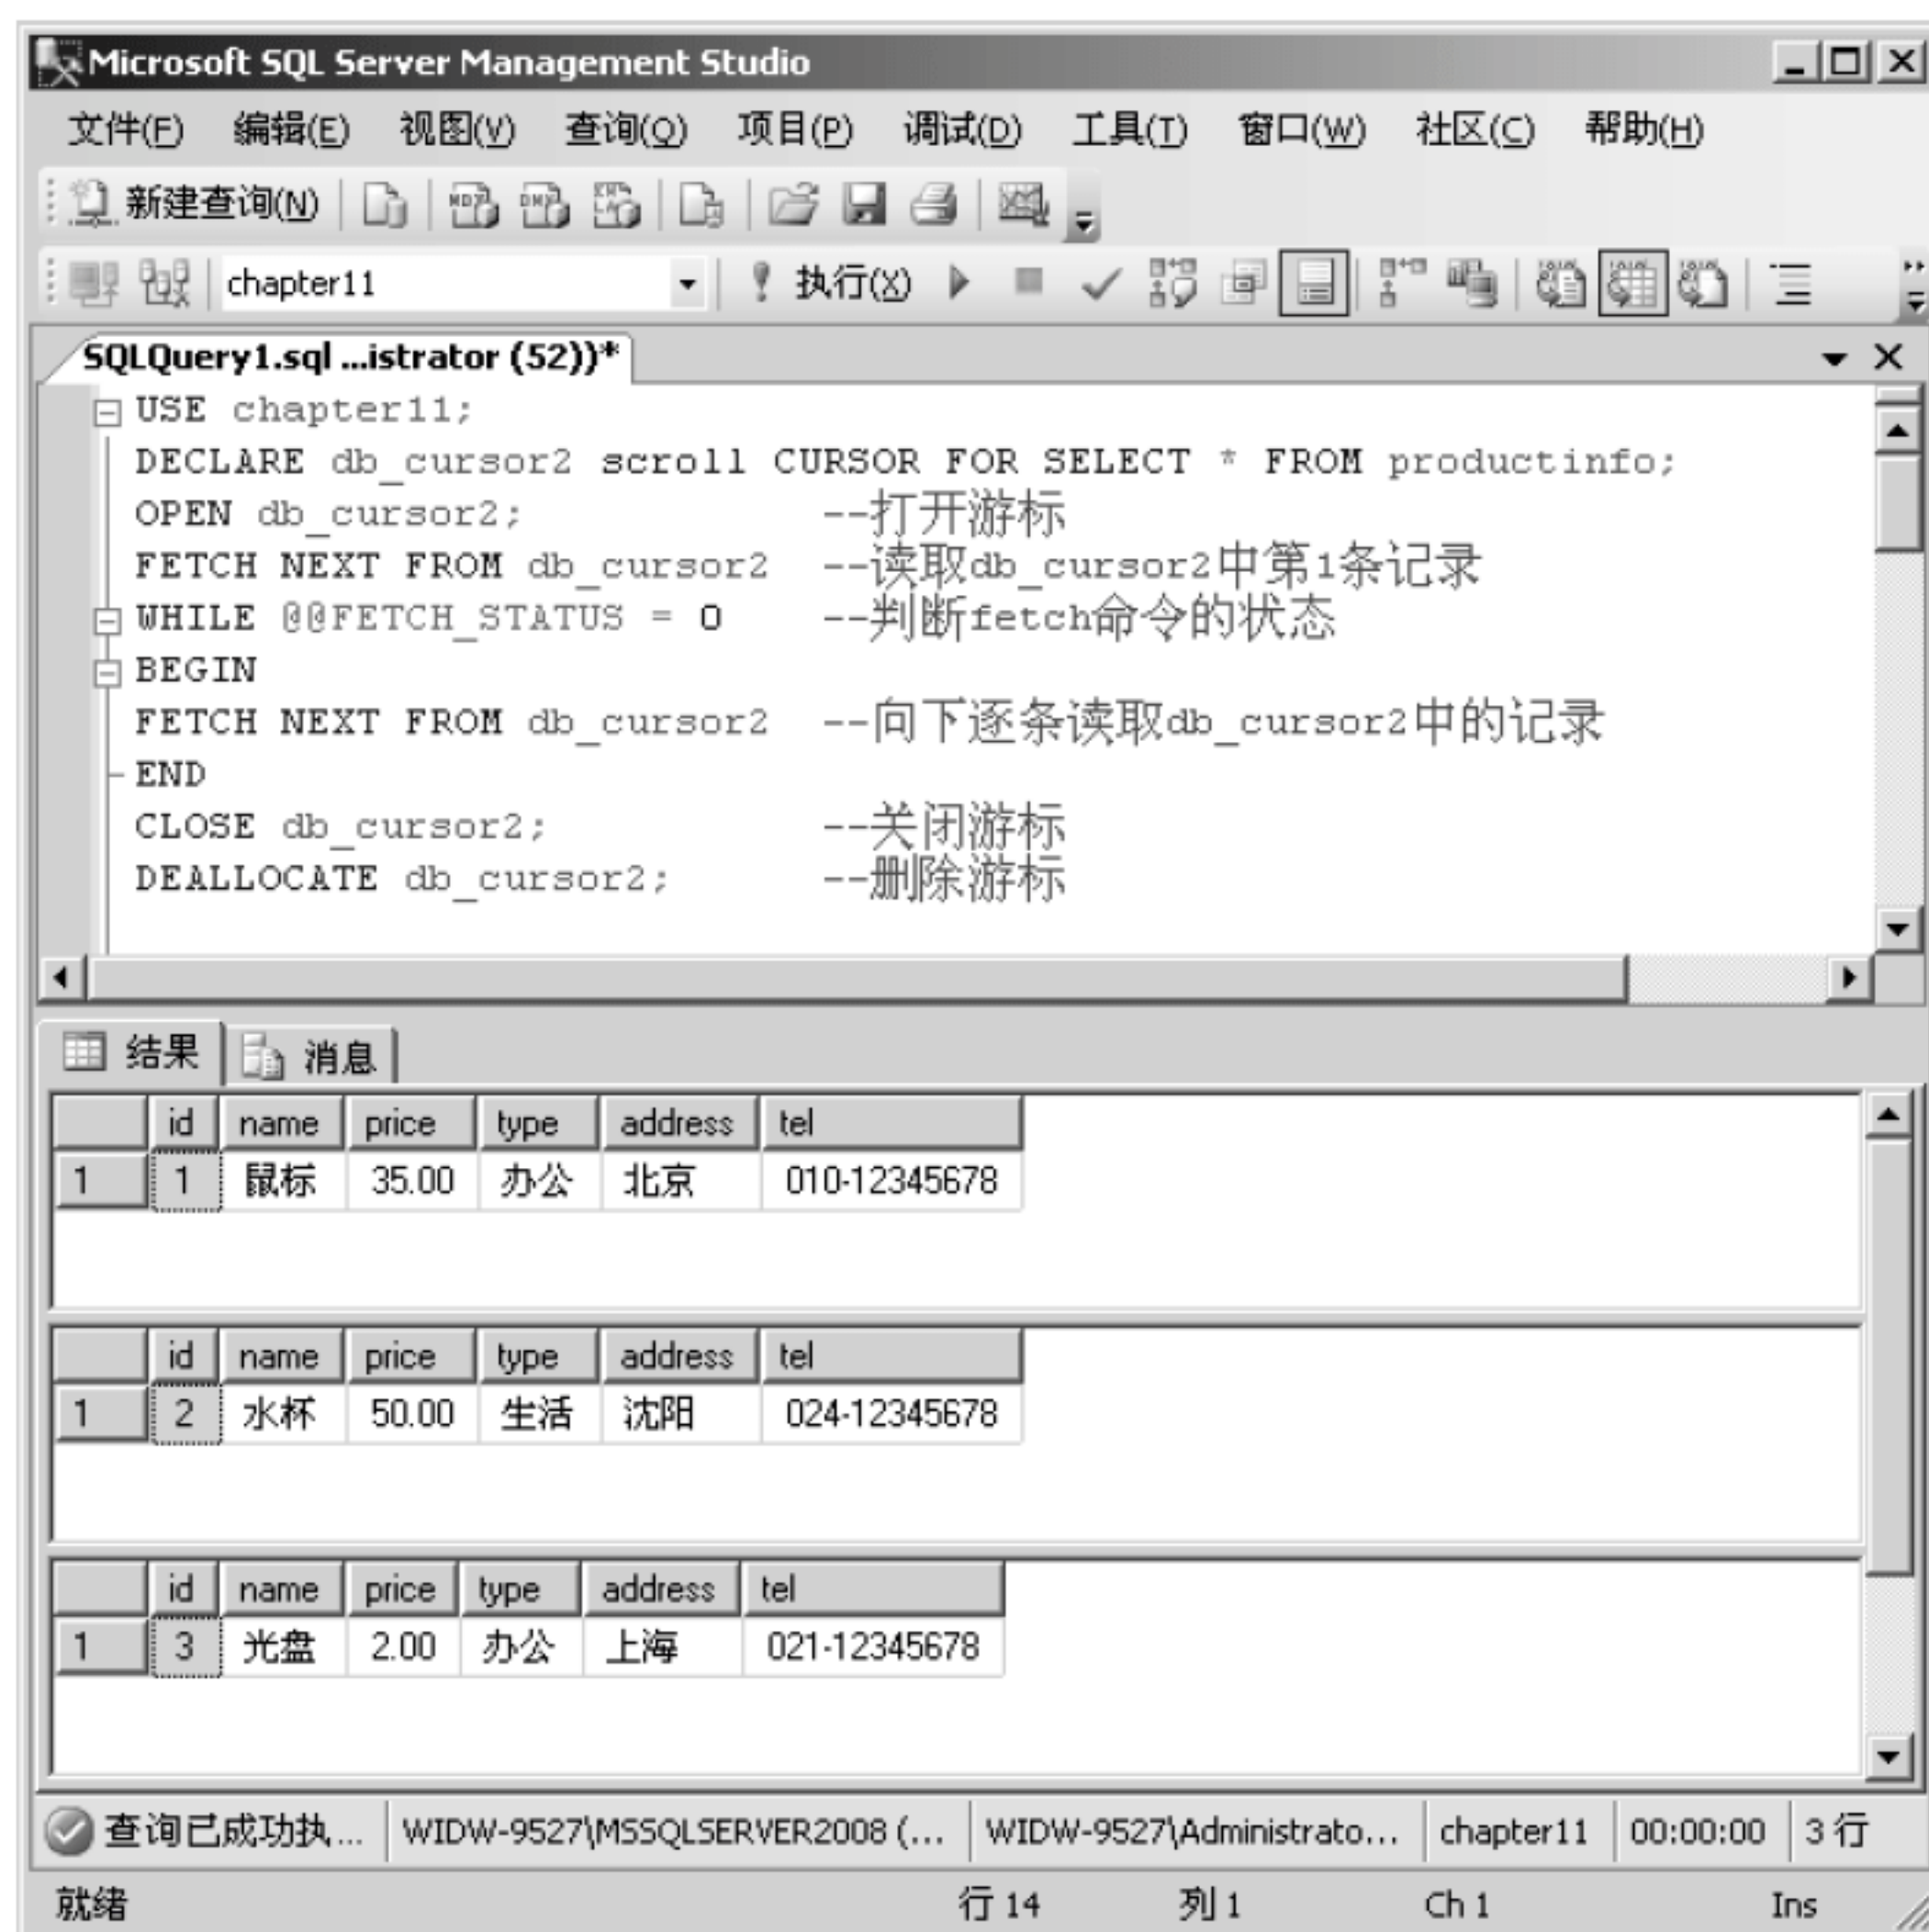 Microsoft SQL Server Management Studio
文件(F) 编辑(E) 视图(V) 查询(Q) 项目(P) 调试(D) 工具(T) 窗口(W) 社区(C) 帮助(H)
新建查询(N)
chapter11 执行(X)
SQLQuery1.sql ...istrator (52))*
USE chapter11;
DECLARE db_cursor2 scroll CURSOR FOR SELECT * FROM productinfo;
OPEN db_cursor2; --打开游标
FETCH NEXT FROM db_cursor2 --读取db_cursor2中第1条记录
WHILE @@FETCH_STATUS = 0 --判断fetch命令的状态
BEGIN
FETCH NEXT FROM db_cursor2 --向下逐条读取db_cursor2中的记录
END
CLOSE db_cursor2; --关闭游标
DEALLOCATE db_cursor2; --删除游标
结果 消息
id name price type address tel
1 1 鼠标 35.00 办公 北京 010-12345678
id name price type address tel
1 2 水杯 50.00 生活 沈阳 024-12345678
id name price type address tel
1 3 光盘 2.00 办公 上海 021-12345678
查询已成功执... WIDW-9527\MSSQLSERVER2008 (... WIDW-9527\Administrato... chapter11 00:00:00 3 行
就绪 行 14 列 1 Ch 1 Ins